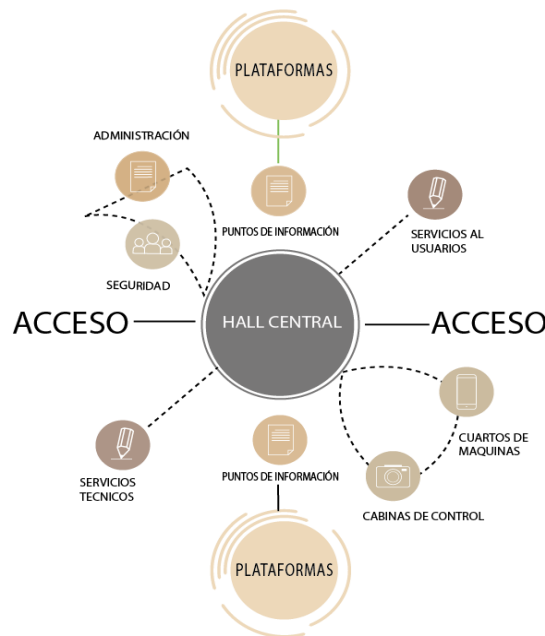 PLATAFORMAS
ADMINISTRACIÓN
PUNTOS DE INFORMACIÓN
SERVICIOS AL
USUARIOS
SEGURIDAD
ACCESO
HALL CENTRAL
ACCESO
CUARTOS DE
MAQUINAS
SERVICIOS
TECNICOS
PUNTOS DE INFORMACIÓN
CABINAS DE CONTROL
PLATAFORMAS